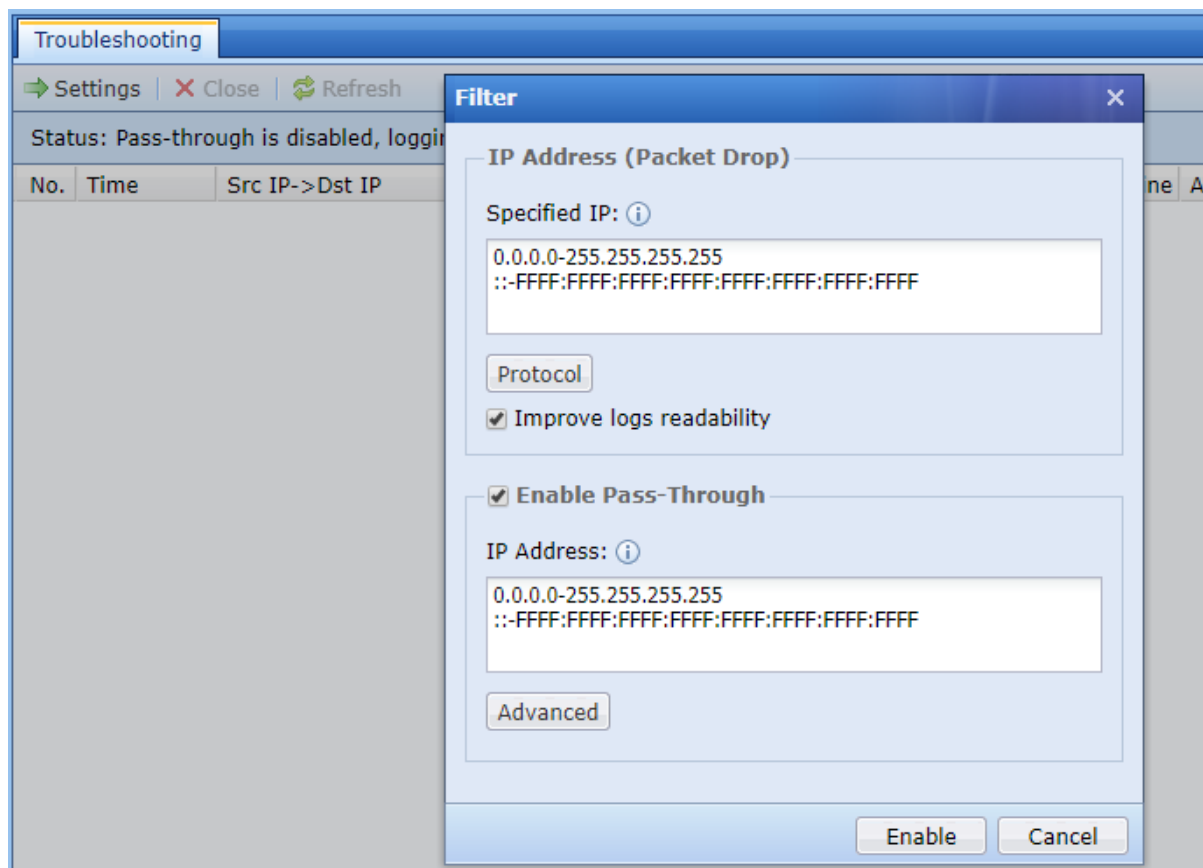 Troubleshooting
Settings Close Refresh
Status: Pass-through is disabled,
No. Time Src IP->Dst IP
Filter
IP Address (Packet Drop)
Specified IP:
0.0.0.0-255.255.255.255
::-FFFF:FFFF:FFFF:FFFF:FFFF:FFFF:FFFF:FFFF
Protocol
Improve logs readability
Enable Pass-Through
IP Address:
0.0.0.0-255.255.255.255
::-FFFF:FFFF:FFFF:FFFF:FFFF:FFFF:FFFF:FFFF
Advanced
Enable Cancel